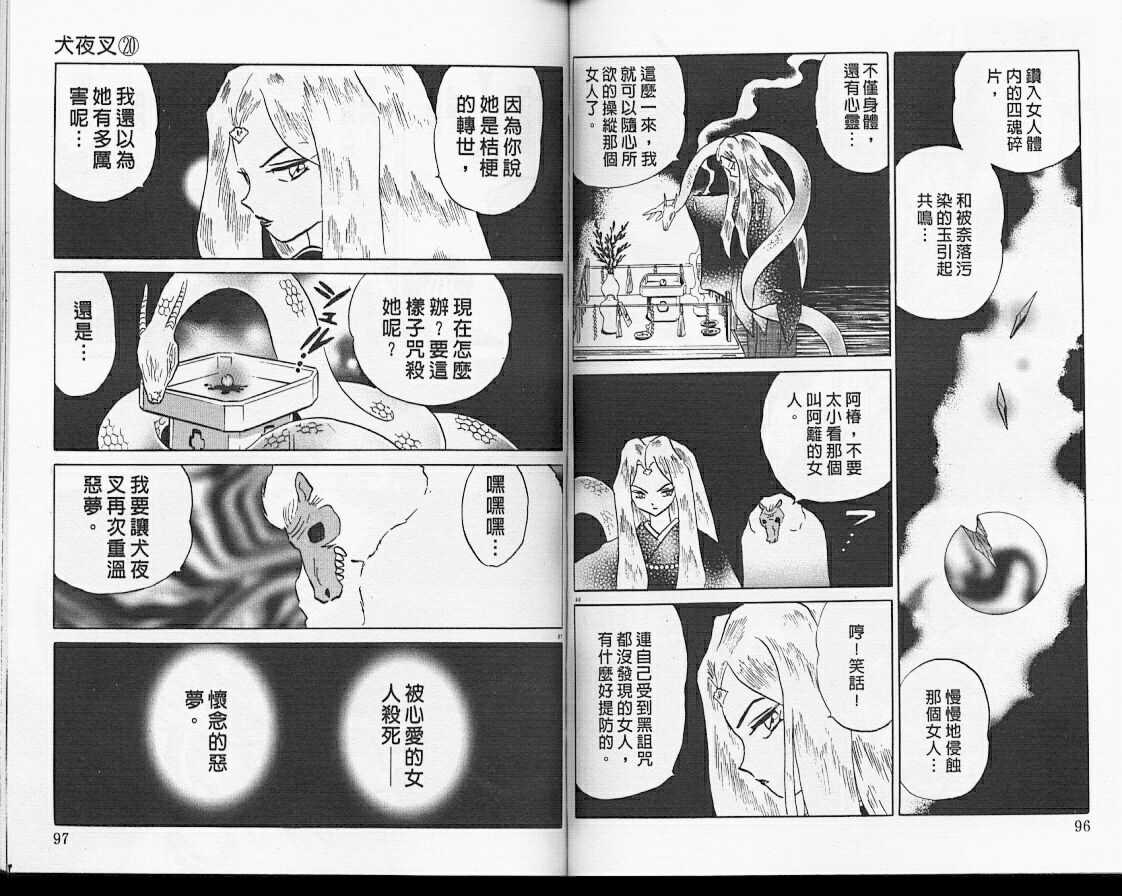 鑽入女人體
內的四魂碎
片，
和被奈落污
染的玉引起
共鳴…
慢慢地侵蝕
那個女人…
不僅身體，
還有心靈…
這麼一來，我
就可以隨心所
欲的操縱那個
女人了。
阿椿，不要
太小看那個
叫阿籬的女
人。
哼！笑話！
連自己受到黑詛咒
都沒發現的女人，
有什麼好提防的。
96
犬夜叉⑳
因為你說
她是桔梗
的轉世，
我還以為
她有多厲
害呢…
現在怎麼
辦？要這
樣子咒殺
她呢？
還是…
嘿嘿嘿…
我要讓犬夜
叉再次重溫
惡夢。
被心愛的女
人殺死──
懷念的惡
夢。
97